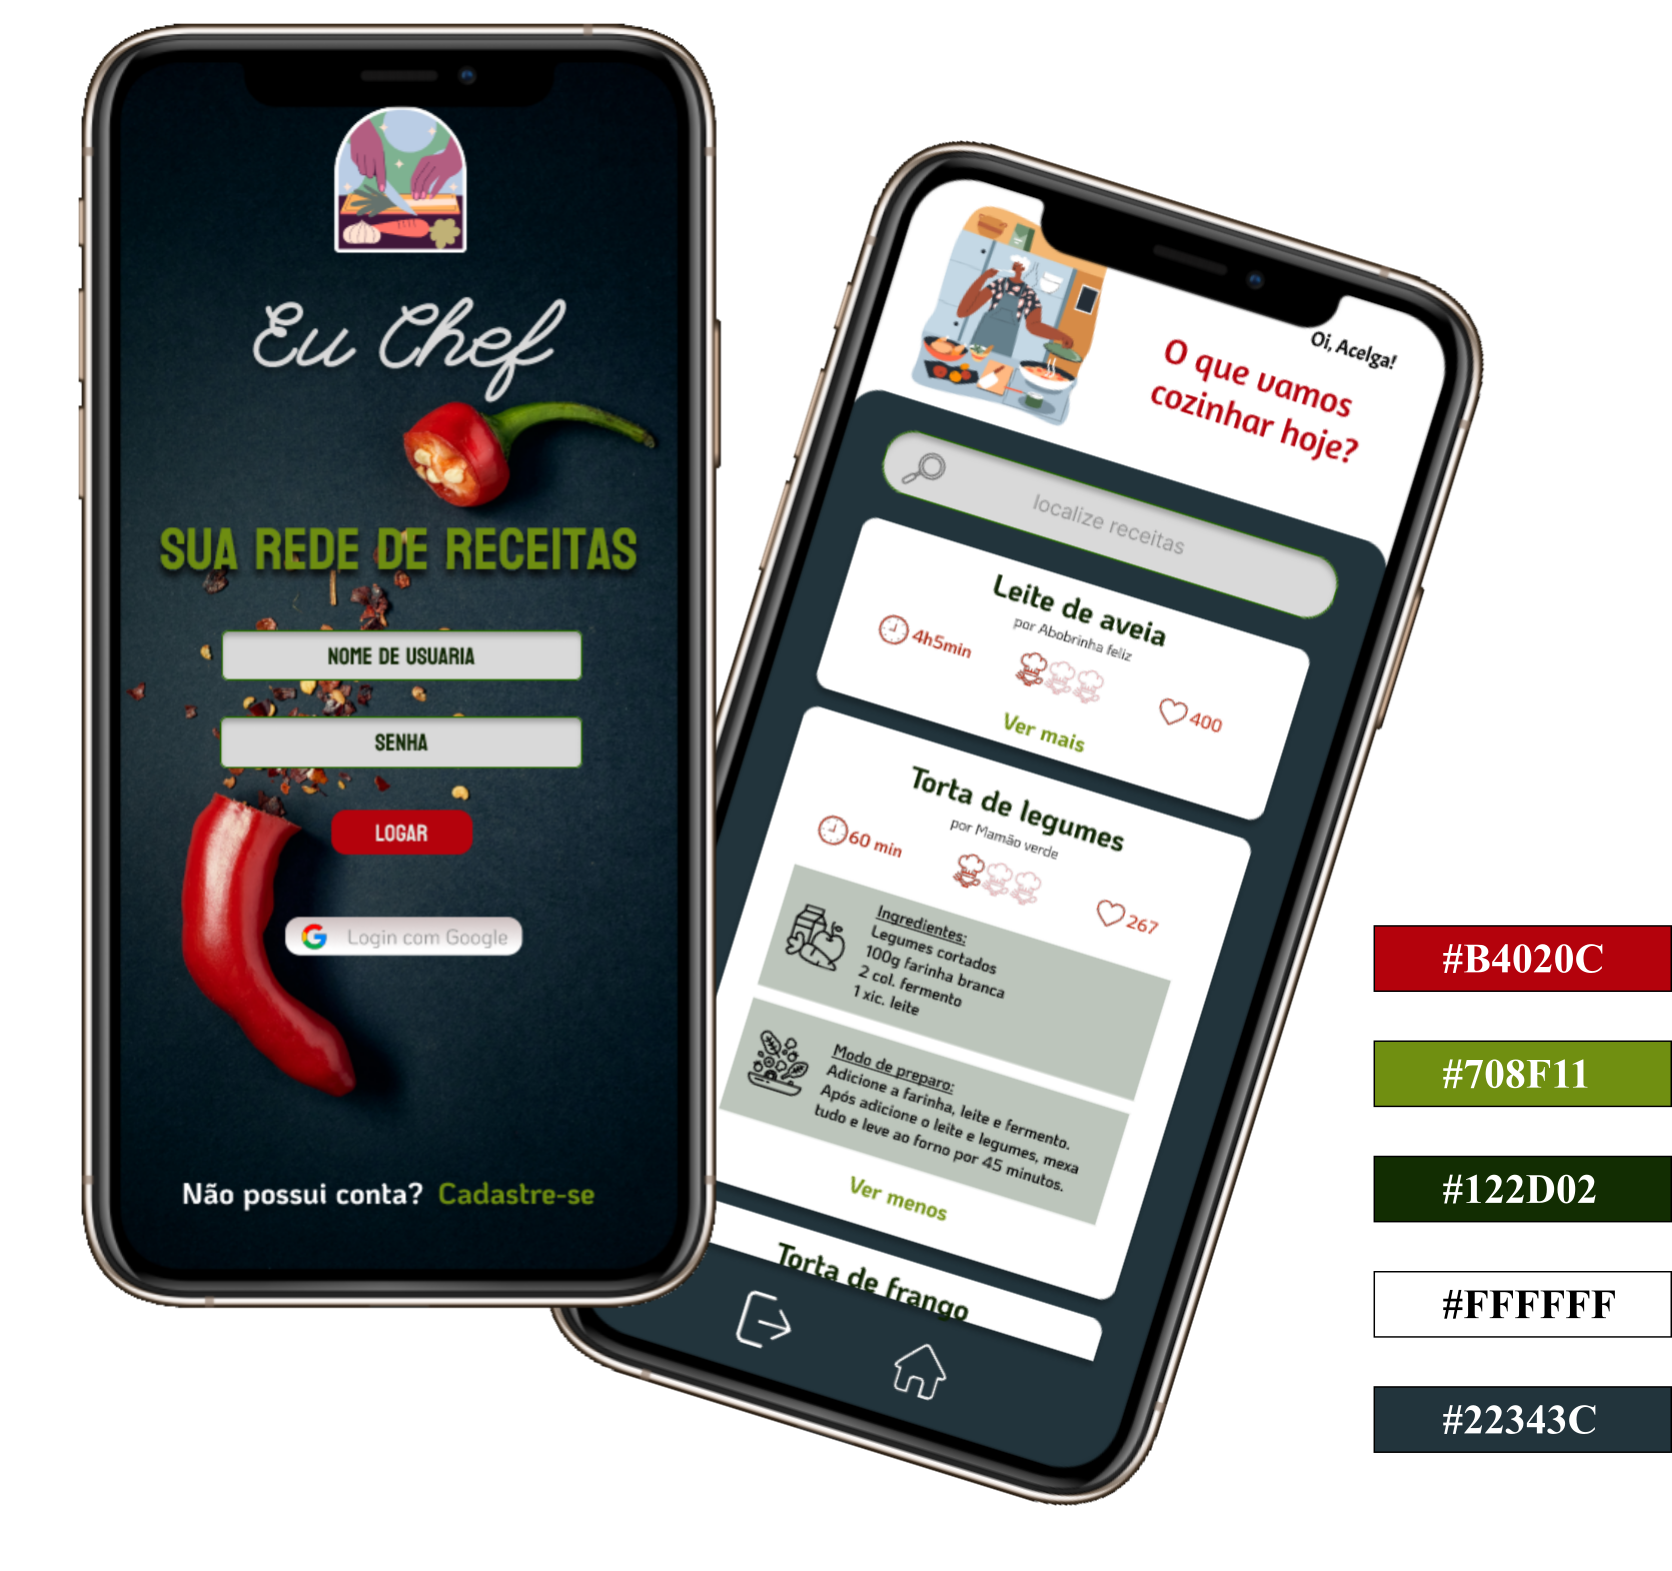 Eu Chef
SUA REDE DE RECEITAS
NOME DE USUARIA
SENHA
LOGAR
G Login com Google
Não possui conta? Cadastre-se
Oi, Acelga!
O que vamos
cozinhar hoje?
localize receitas
Leite de aveia
por Abobrinha feliz
4h5min
400
Ver mais
Torta de legumes
por Mamão verde
60 min
267
Ingredientes:
Legumes cortados
100g farinha branca
2 col. fermento
1 xic. leite
Modo de preparo:
Adicione a farinha, leite e fermento.
Após adicione o leite e legumes, mexa
tudo e leve ao forno por 45 minutos.
Ver menos
Torta de frango
#B4020C
#708F11
#122D02
#FFFFFF
#22343C